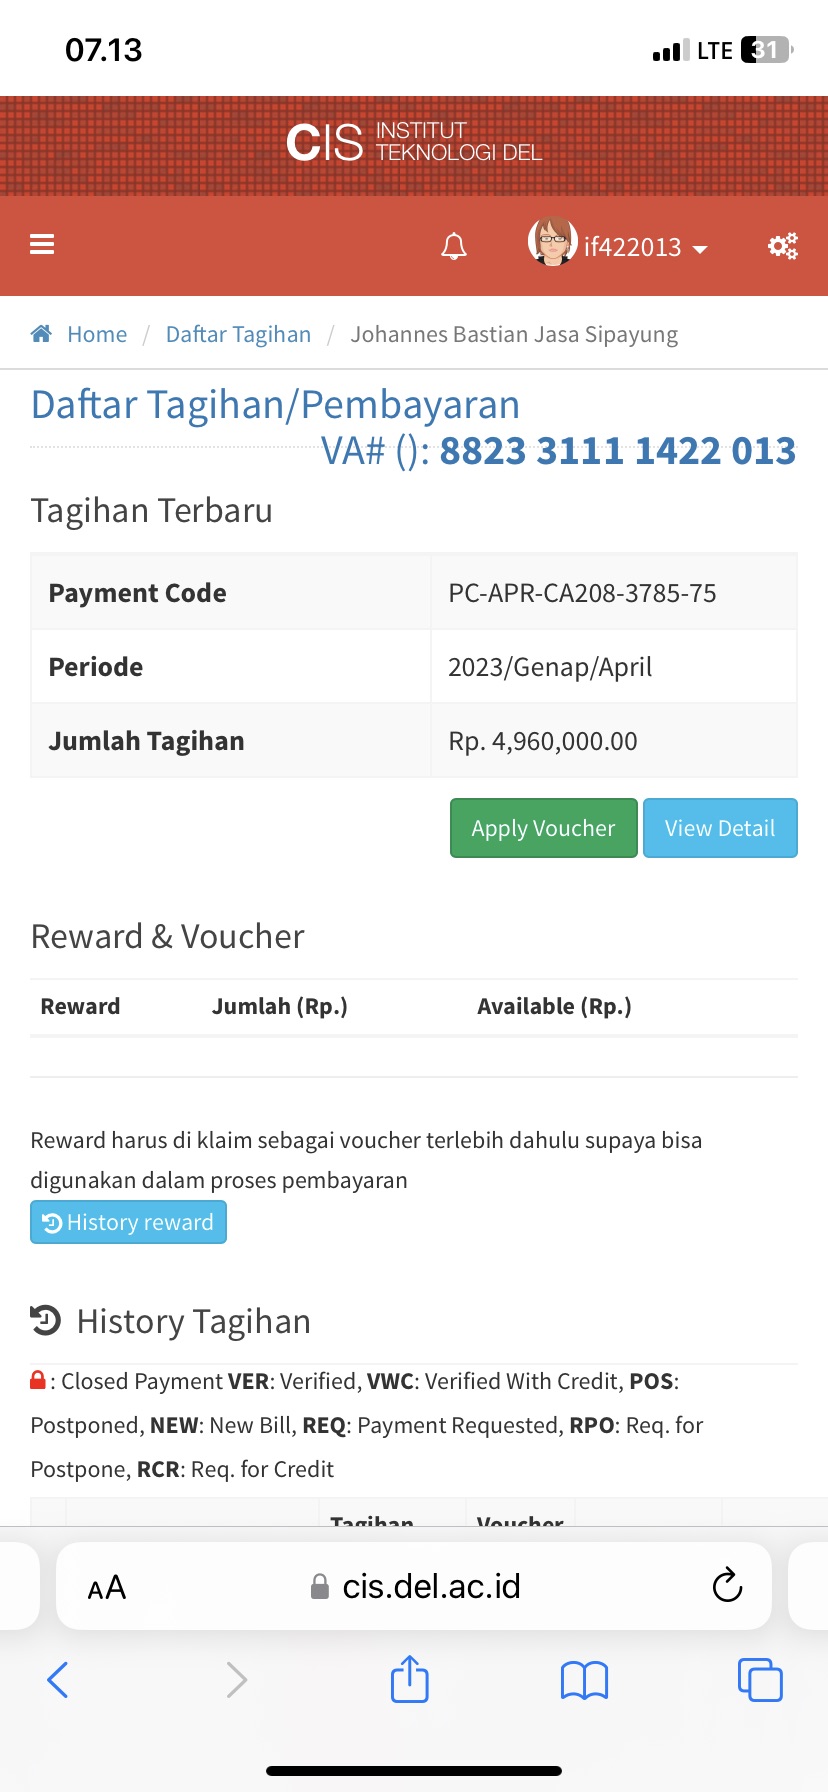 07.13
LTE 31
CIS INSTITUT
TEKNOLOGI DEL
if422013
Home / Daftar Tagihan / Johannes Bastian Jasa Sipayung
Daftar Tagihan/Pembayaran
VA# (): 8823 3111 1422 013
Tagihan Terbaru
Payment Code PC-APR-CA208-3785-75
Periode 2023/Genap/April
Jumlah Tagihan Rp. 4,960,000.00
Apply Voucher View Detail
Reward & Voucher
Reward Jumlah (Rp.) Available (Rp.)
Reward harus di klaim sebagai voucher terlebih dahulu supaya bisa
digunakan dalam proses pembayaran
History reward
History Tagihan
: Closed Payment VER: Verified, VWC: Verified With Credit, POS:
Postponed, NEW: New Bill, REQ: Payment Requested, RPO: Req. for
Postpone, RCR: Req. for Credit
Tagihan Voucher
AA cis.del.ac.id